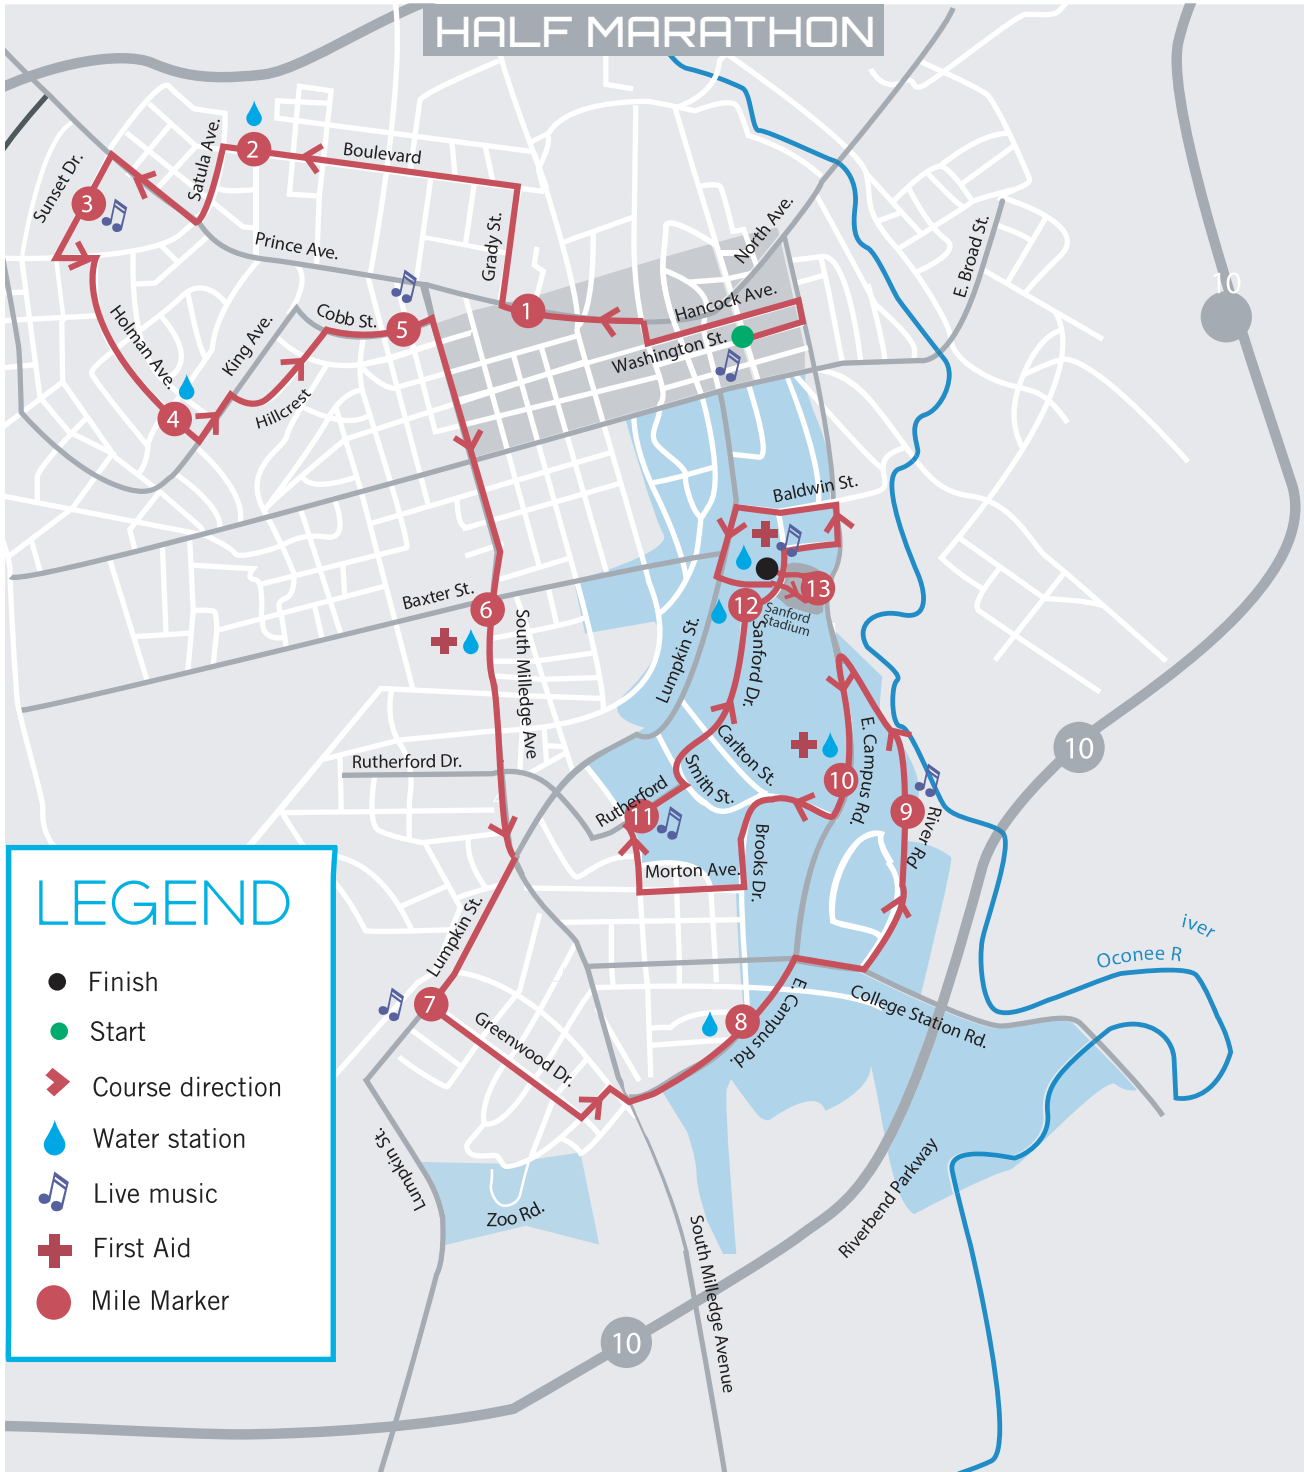 HALF MARATHON
2
Boulevard
Satula Ave.
Sunset Dr.
3
Prince Ave.
Grady St.
North Ave.
E. Broad St.
10
Hancock Ave.
1
Cobb St.
5
Washington St.
Holman Ave.
King Ave.
Hillcrest
4
Baldwin St.
Baxter St.
6
South Milledge Ave
12
13
Sanford
Stadium
Lumpkin St.
Sanford Dr.
Carlton St.
E. Campus Rd.
10
10
Rutherford Dr.
Smith St.
Rutherford
11
9
River Rd
Brooks Dr.
Morton Ave.
Lumpkin St.
7
Greenwood Dr.
8
E. Campus Rd.
College Station Rd.
Oconee R
iver
Lumpkin St.
Zoo Rd.
Riverbend Parkway
South Milledge Avenue
10
LEGEND
Finish
Start
Course direction
Water station
Live music
First Aid
Mile Marker